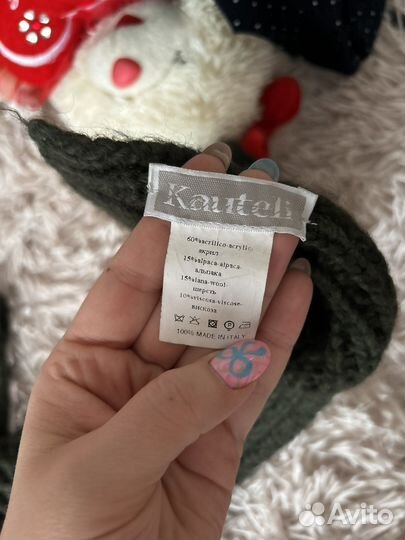 Kauteli
60%acrilico-acrylic-
акрил
15%alpaca-alpaca-
альпака
15%lana-wool-
шерсть
10%viscosa-viscose-
вискоза
100% MADE IN ITALY
Avito